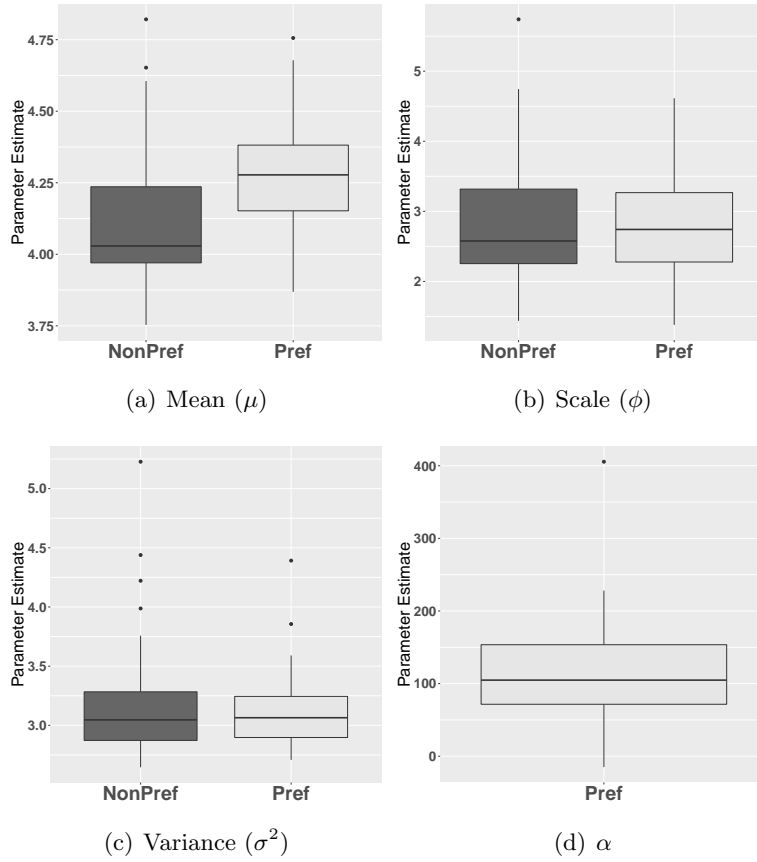 Parameter Estimate
4.75
4.50
4.25
4.00
3.75
NonPref Pref
(a) Mean (μ)
Parameter Estimate
5
4
3
2
NonPref Pref
(b) Scale (ϕ)
Parameter Estimate
5.0
4.5
4.0
3.5
3.0
NonPref Pref
(c) Variance (σ²)
Parameter Estimate
400
300
200
100
0
Pref
(d) α